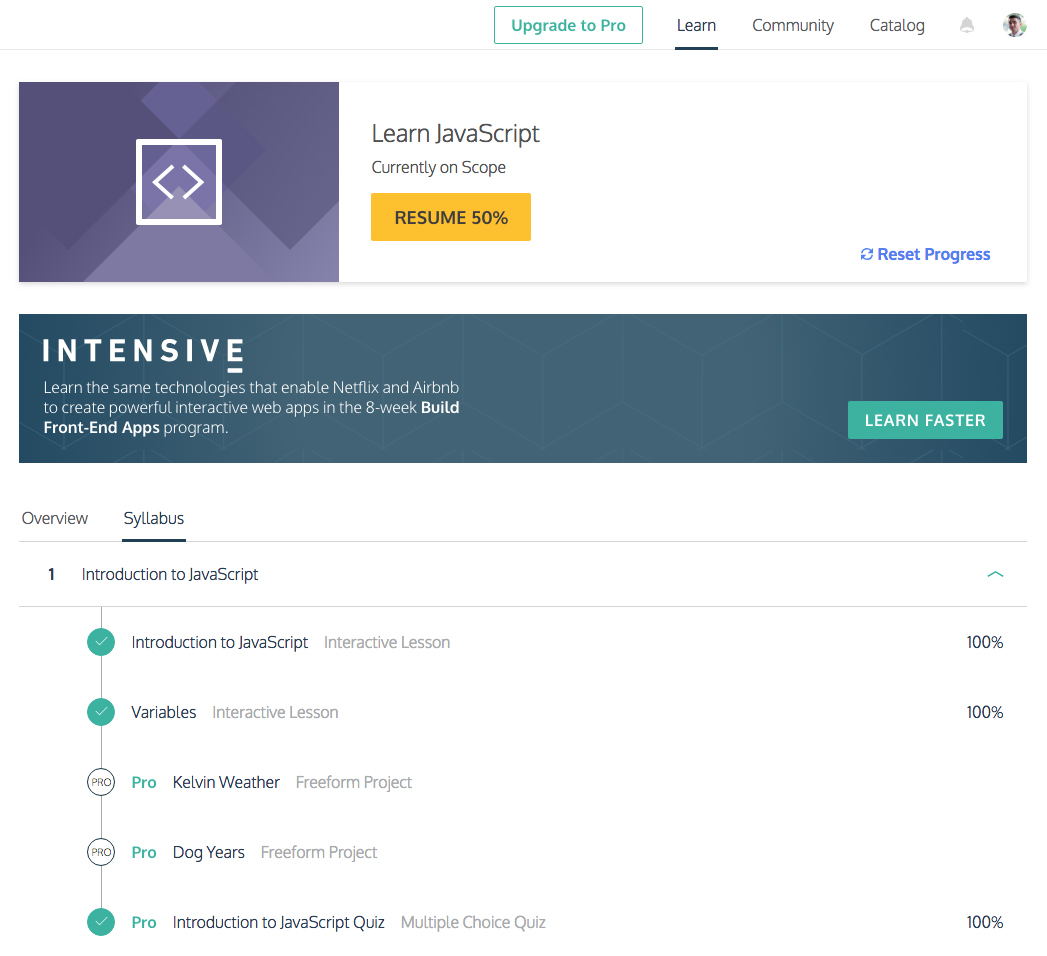 Upgrade to Pro Learn Community Catalog
Learn JavaScript
Currently on Scope
RESUME 50%
Reset Progress
INTENSIVE
Learn the same technologies that enable Netflix and Airbnb
to create powerful interactive web apps in the 8-week Build
Front-End Apps program.
LEARN FASTER
Overview Syllabus
1 Introduction to JavaScript
Introduction to JavaScript Interactive Lesson 100%
Variables Interactive Lesson 100%
PRO Pro Kelvin Weather Freeform Project
PRO Pro Dog Years Freeform Project
Pro Introduction to JavaScript Quiz Multiple Choice Quiz 100%